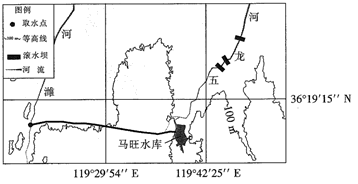 图例
取水点
等高线
滚水坝
河流
河
潍
河
龙
五
100 m
马旺水库
36°19′15″ N
119°29′54″ E
119°42′25″ E